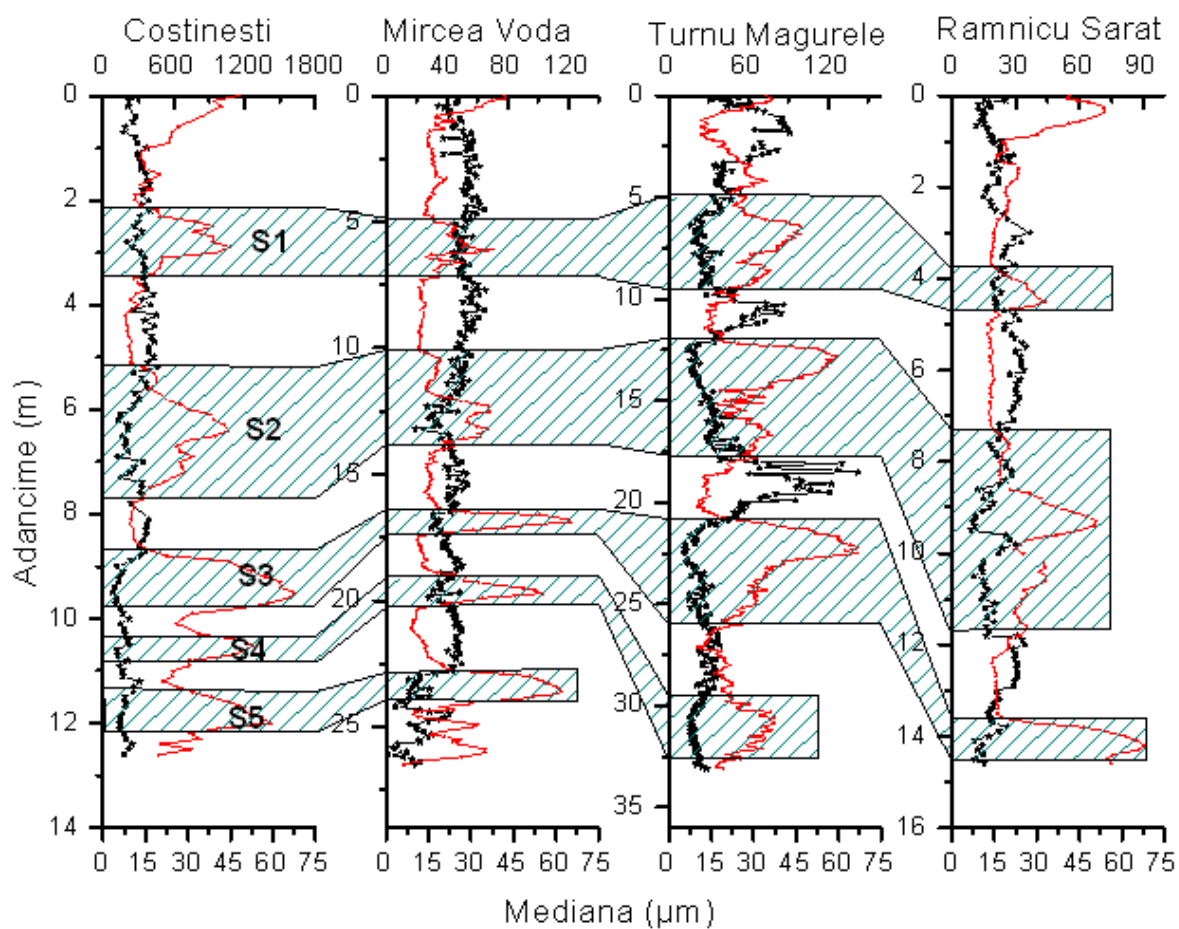 Costinesti
Mircea Voda
Turnu Magurele
Ramnicu Sarat
0 600 1200 1800
0 40 80 120
0 60 120
0 30 60 90
0
2
4
6
8
10
12
14
0
5
10
15
20
25
0
5
10
15
20
25
30
35
0
2
4
6
8
10
12
14
16
S1
S2
S3
S4
S5
Adancime (m)
0 15 30 45 60 75
0 15 30 45 60 75
0 15 30 45 60 75
0 15 30 45 60 75
Mediana (µm)